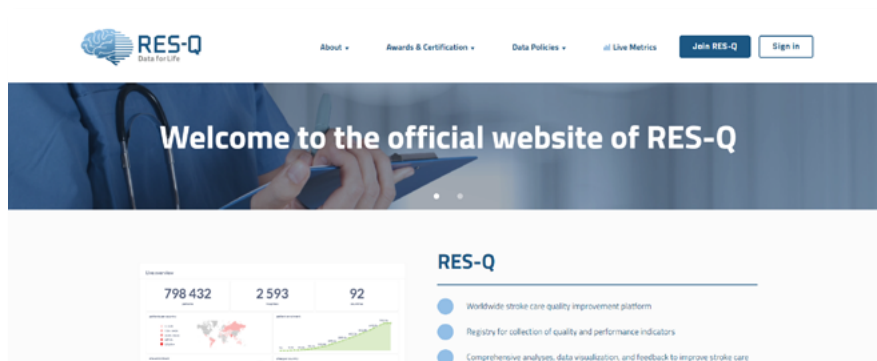 RES-Q
Data for Life
About
Awards & Certification
Data Policies
Live Metrics
Join RES-Q
Sign in
Welcome to the official website of RES-Q
RES-Q
798 432
2 593
92
Worldwide stroke care quality improvement platform
Registry for collection of quality and performance indicators
Comprehensive analyses, data visualization, and feedback to improve stroke care